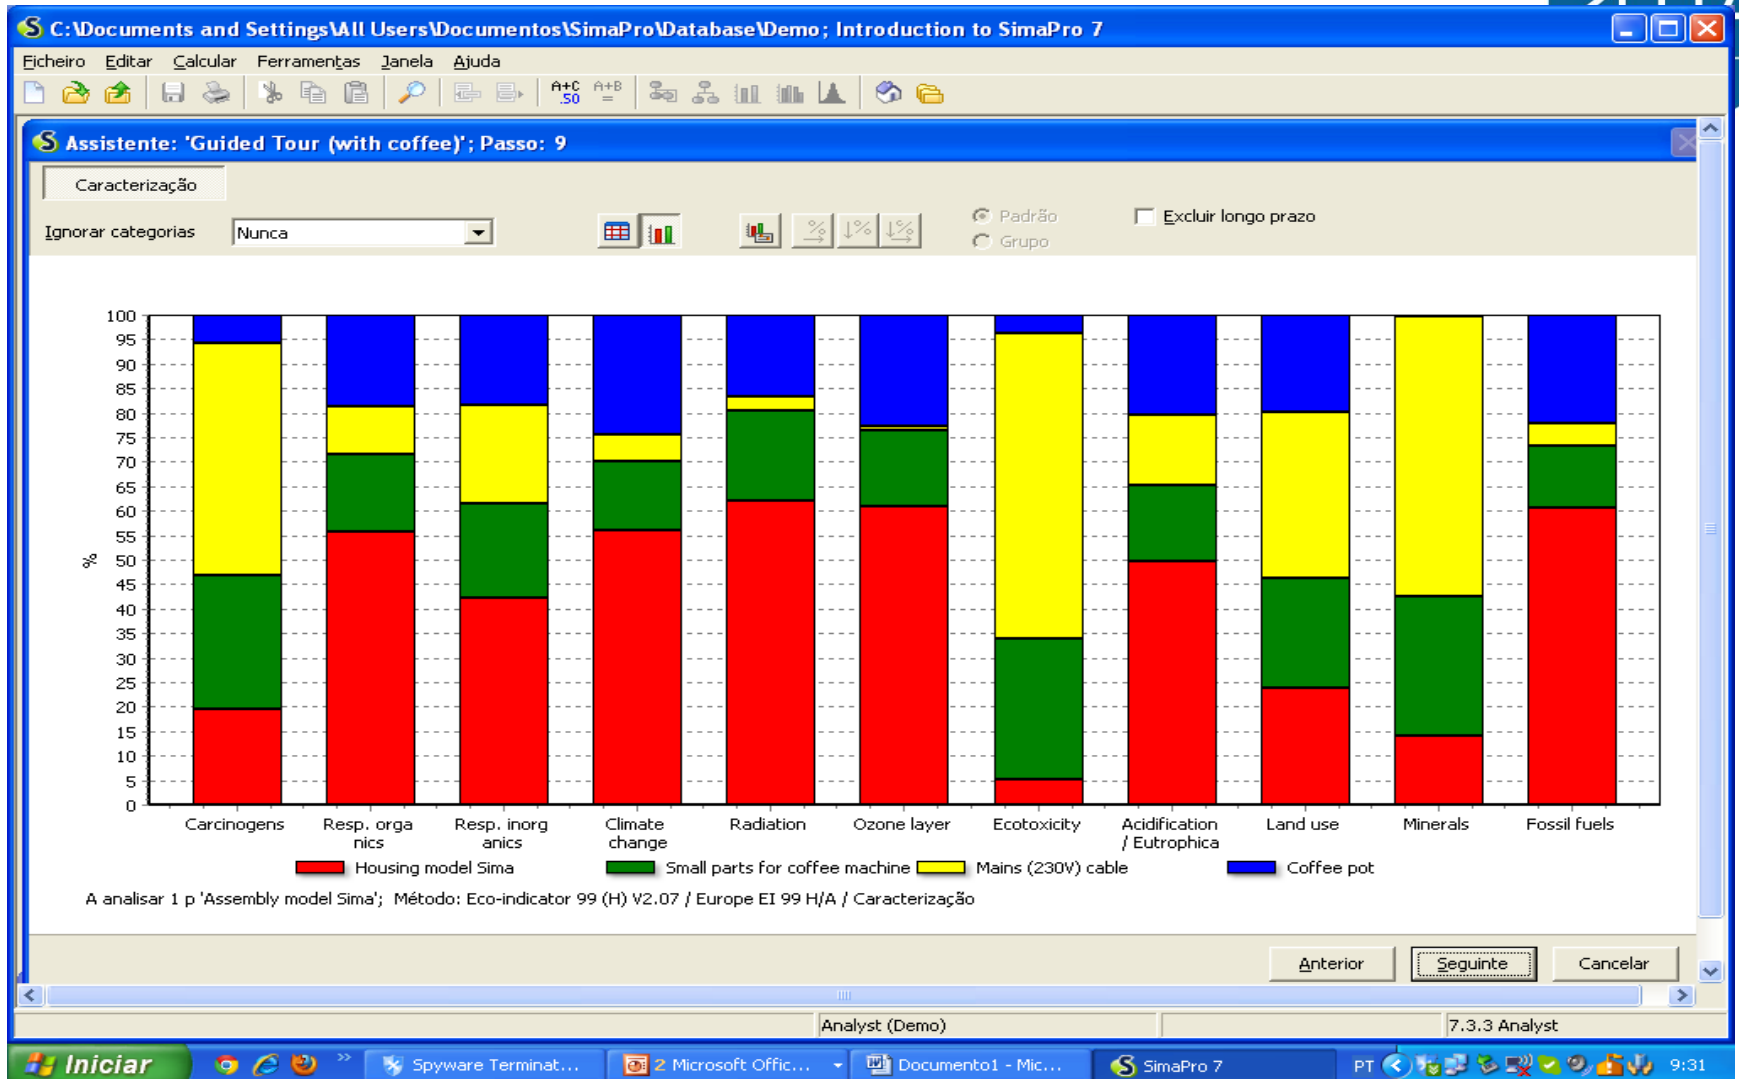 C:\Documents and Settings\All Users\Documentos\SimaPro\Database\Demo; Introduction to SimaPro 7
Ficheiro Editar Calcular Ferramentas Janela Ajuda
A+C .50 A+B =
Assistente: 'Guided Tour (with coffee)'; Passo: 9
Caracterização
Ignorar categorias Nunca
Padrão
Grupo
Excluir longo prazo
100
95
90
85
80
75
70
65
60
55
50
45
40
35
30
25
20
15
10
5
0
%
Carcinogens Resp. orga Resp. inorg Climate Radiation Ozone layer Ecotoxicity Acidification Land use Minerals Fossil fuels
nics anics change / Eutrophica
Housing model Sima Small parts for coffee machine Mains (230V) cable Coffee pot
A analisar 1 p 'Assembly model Sima'; Método: Eco-indicator 99 (H) V2.07 / Europe EI 99 H/A / Caracterização
Anterior Seguinte Cancelar
Analyst (Demo) 7.3.3 Analyst
Iniciar Spyware Terminat... 2 Microsoft Offic... Documento1 - Mic... SimaPro 7 PT 9:31